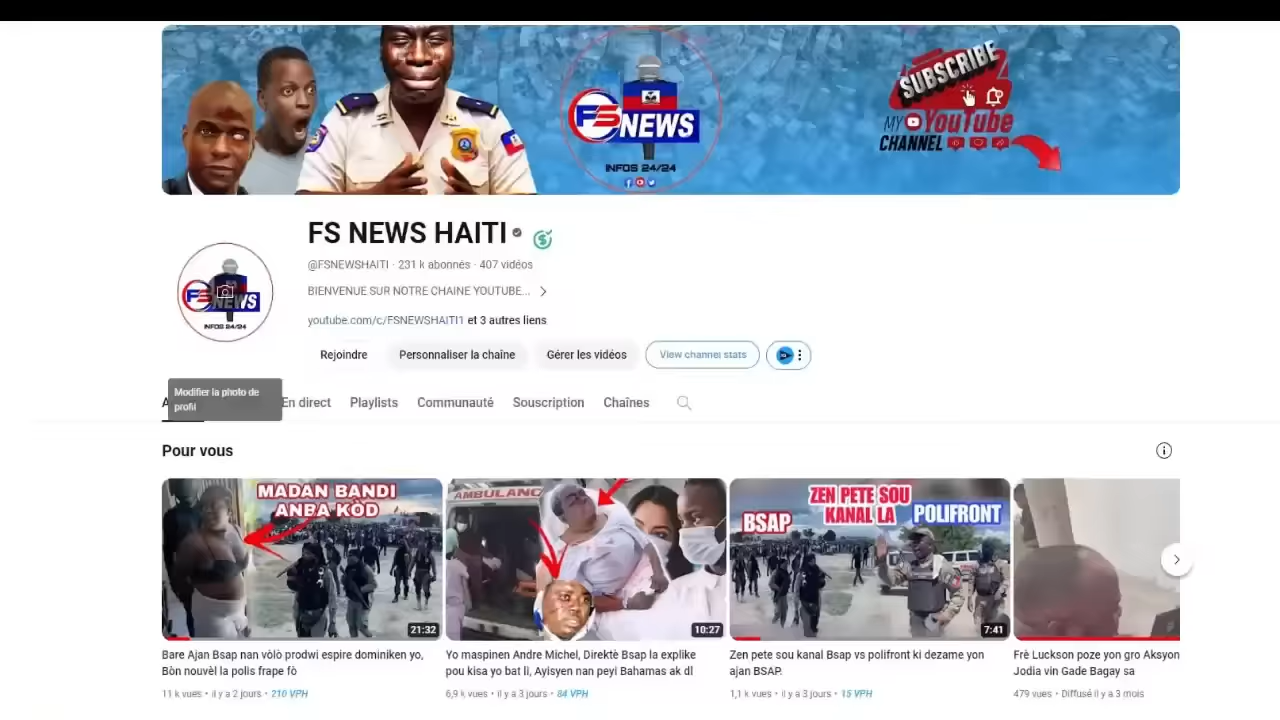 SUBSCRIBE
MY YouTube
CHANNEL
FS NEWS
INFOS 24/24
FS NEWS HAITI
@FSNEWSHAITI · 231 k abonnés · 407 vidéos
BIENVENUE SUR NOTRE CHAINE YOUTUBE...
youtube.com/c/FSNEWSHAITI1 et 3 autres liens
FS NEWS
INFOS 24/24
Rejoindre
Personnaliser la chaîne
Gérer les vidéos
View channel stats
Modifier la photo de
profil
A
En direct
Playlists
Communauté
Souscription
Chaînes
Pour vous
MADAN BANDI
ANBA KÒD
21:32
AMBULANC
10:27
ZEN PETE SOU
KANAL LA
BSAP
POLIFRONT
7:41
Bare Ajan Bsap nan vòlò prodwi espire dominiken yo,
Bòn nouvèl la polis frape fò
11 k vues • il y a 2 jours • 210 VPH
Yo maspinen Andre Michel, Direktè Bsap la explike
pou kisa yo bat li, Ayisyen nan peyi Bahamas ak dl
6,9 k vues • il y a 3 jours • 84 VPH
Zen pete sou kanal Bsap vs polifront ki dezame yon
ajan BSAP.
1,1 k vues • il y a 3 jours • 15 VPH
Frè Luckson poze yon gro Aksyon
Jodia vin Gade Bagay sa
479 vues • Diffusé il y a 3 mois